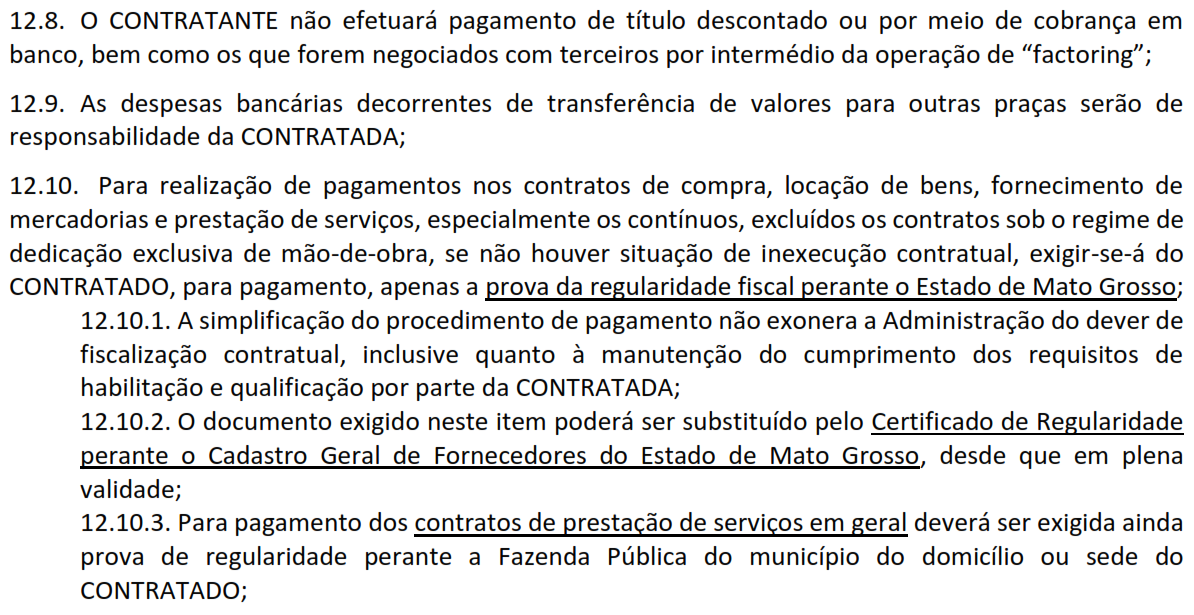 12.8. O CONTRATANTE não efetuará pagamento de título descontado ou por meio de cobrança em
banco, bem como os que forem negociados com terceiros por intermédio da operação de “factoring”;
12.9. As despesas bancárias decorrentes de transferência de valores para outras praças serão de
responsabilidade da CONTRATADA;
12.10. Para realização de pagamentos nos contratos de compra, locação de bens, fornecimento de
mercadorias e prestação de serviços, especialmente os contínuos, excluídos os contratos sob o regime de
dedicação exclusiva de mão-de-obra, se não houver situação de inexecução contratual, exigir-se-á do
CONTRATADO, para pagamento, apenas a prova da regularidade fiscal perante o Estado de Mato Grosso;
12.10.1. A simplificação do procedimento de pagamento não exonera a Administração do dever de
fiscalização contratual, inclusive quanto à manutenção do cumprimento dos requisitos de
habilitação e qualificação por parte da CONTRATADA;
12.10.2. O documento exigido neste item poderá ser substituído pelo Certificado de Regularidade
perante o Cadastro Geral de Fornecedores do Estado de Mato Grosso, desde que em plena
validade;
12.10.3. Para pagamento dos contratos de prestação de serviços em geral deverá ser exigida ainda
prova de regularidade perante a Fazenda Pública do município do domicílio ou sede do
CONTRATADO;